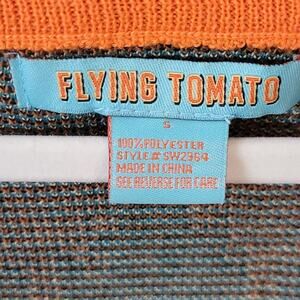 FLYING TOMATO
S
100% POLYESTER
STYLE# SW2364
MADE IN CHINA
SEE REVERSE FOR CARE